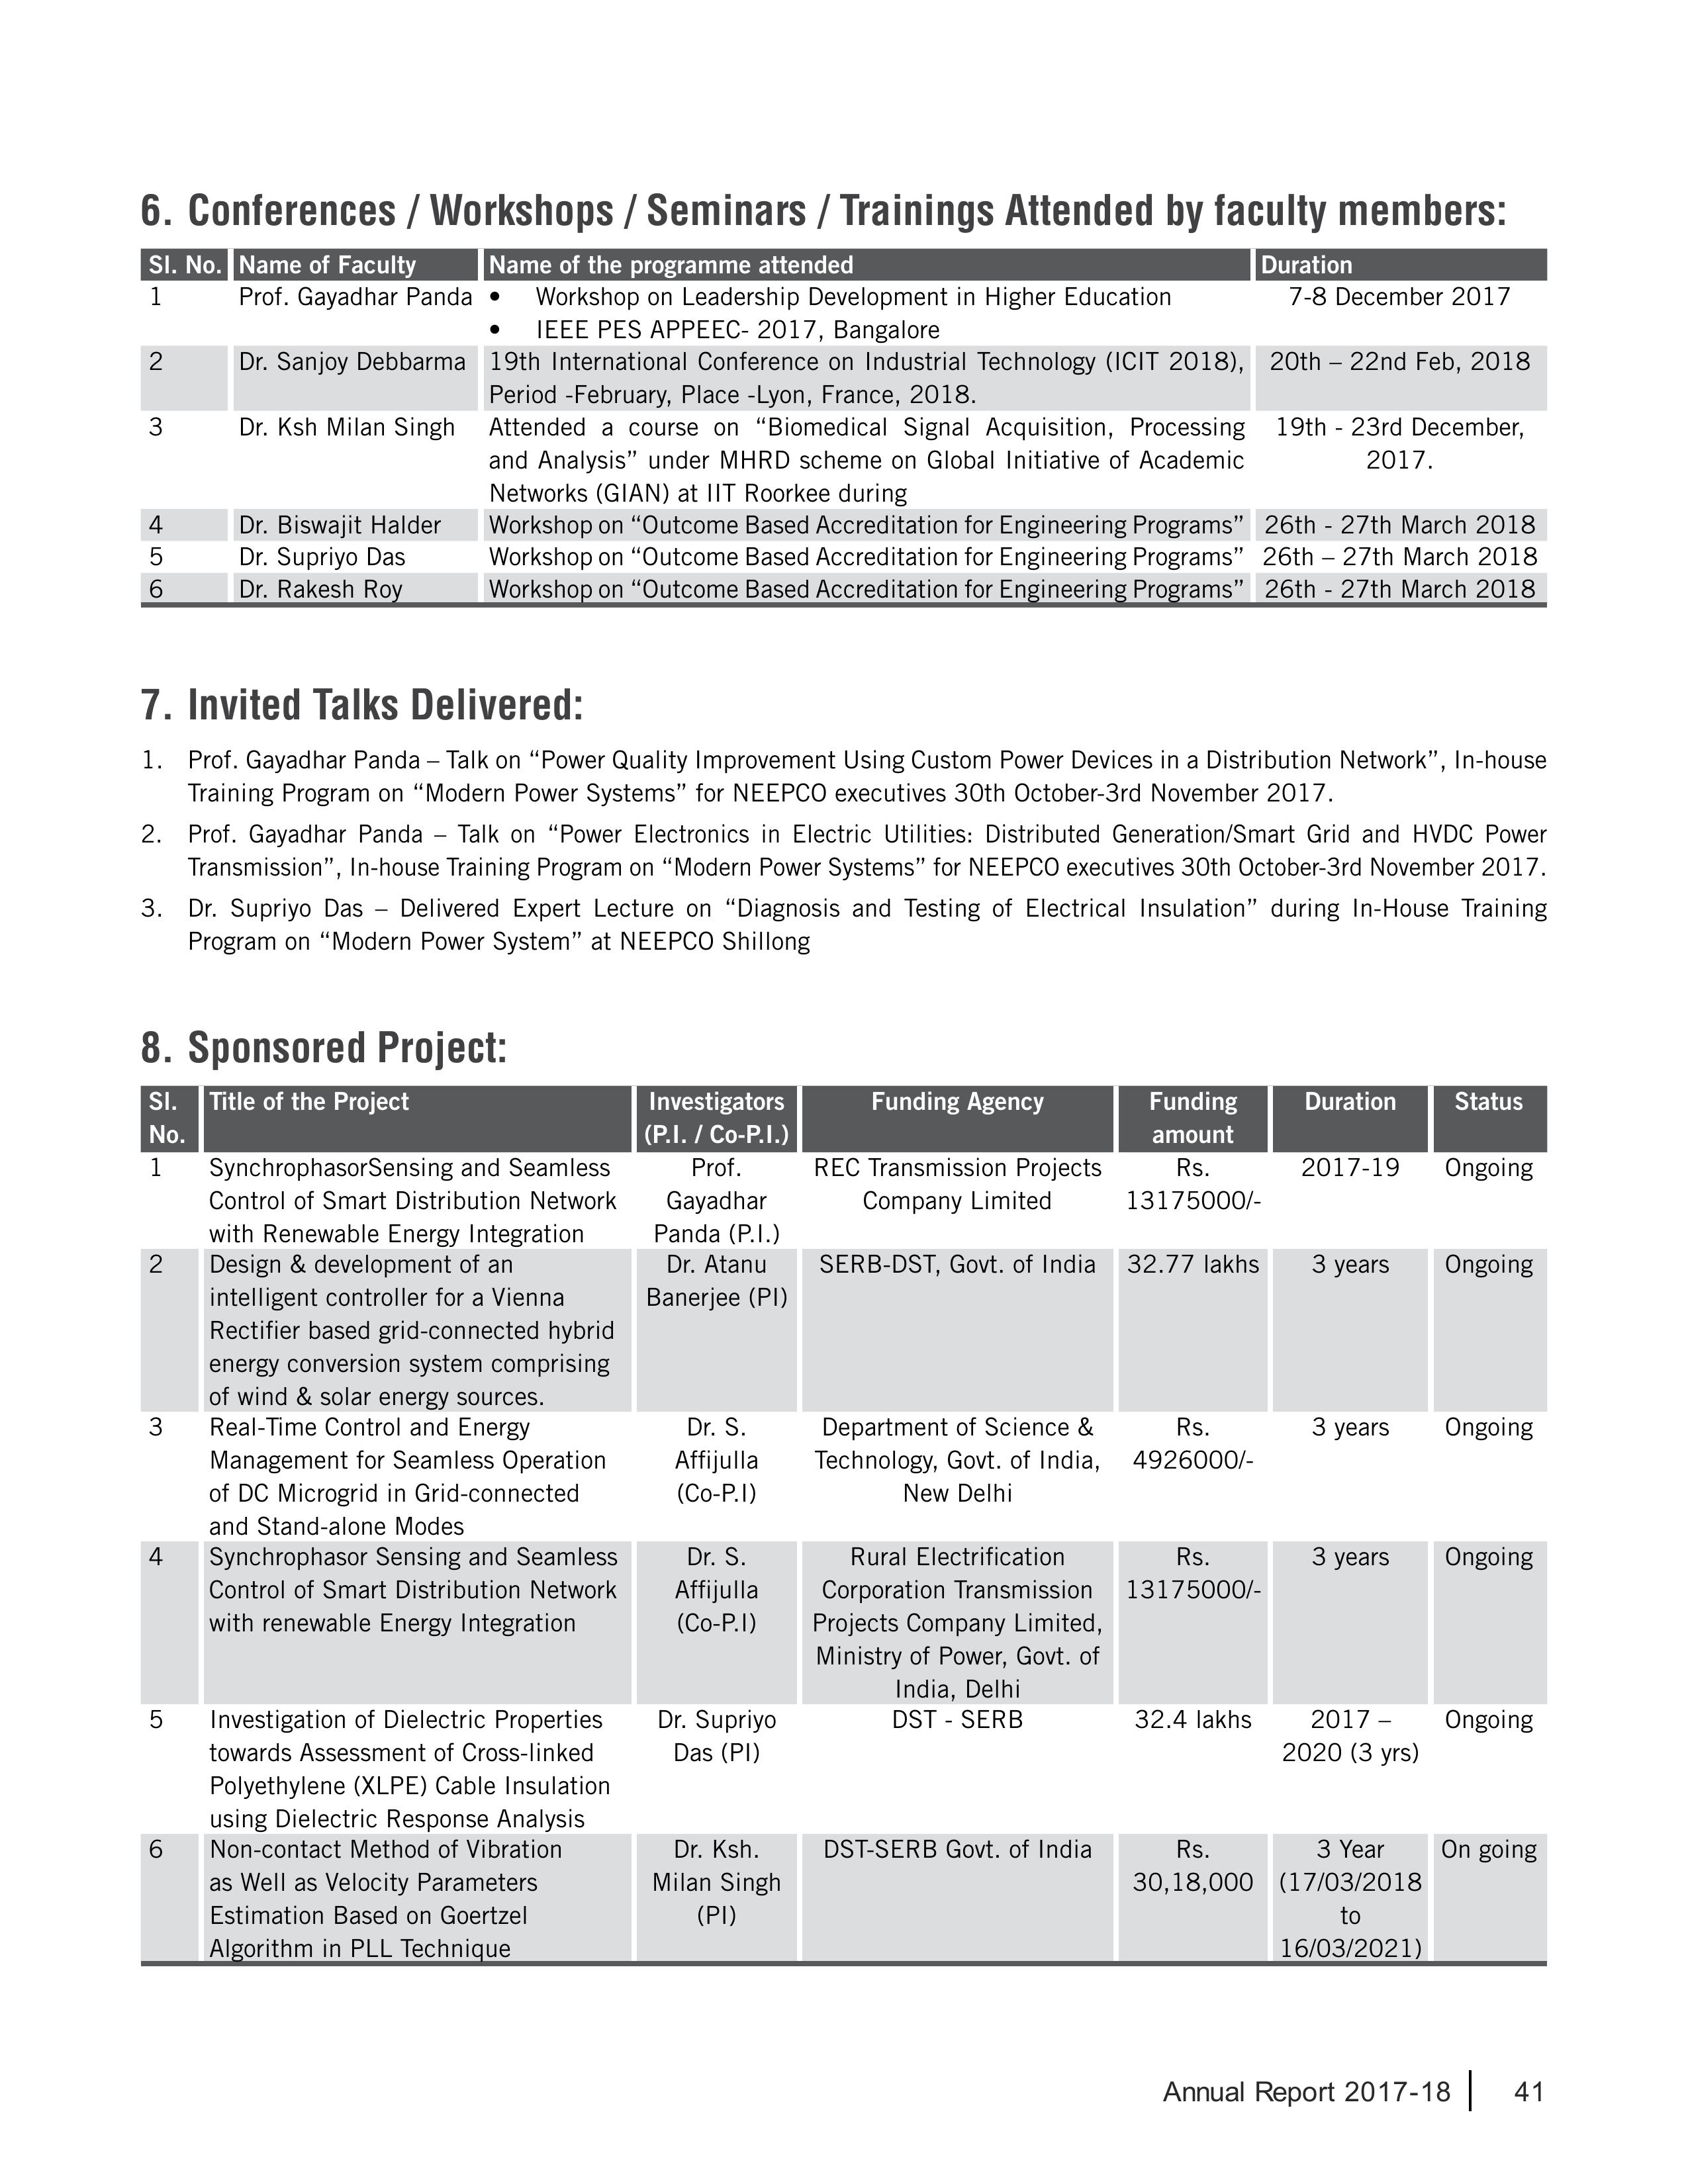 6. Conferences / Workshops / Seminars / Trainings Attended by faculty members:
Sl. No. Name of Faculty Name of the programme attended Duration
1 Prof. Gayadhar Panda • Workshop on Leadership Development in Higher Education 7-8 December 2017
• IEEE PES APPEEC- 2017, Bangalore
2 Dr. Sanjoy Debbarma 19th International Conference on Industrial Technology (ICIT 2018), 20th – 22nd Feb, 2018
Period -February, Place -Lyon, France, 2018.
3 Dr. Ksh Milan Singh Attended a course on “Biomedical Signal Acquisition, Processing 19th - 23rd December,
and Analysis” under MHRD scheme on Global Initiative of Academic 2017.
Networks (GIAN) at IIT Roorkee during
4 Dr. Biswajit Halder Workshop on “Outcome Based Accreditation for Engineering Programs” 26th - 27th March 2018
5 Dr. Supriyo Das Workshop on “Outcome Based Accreditation for Engineering Programs” 26th – 27th March 2018
6 Dr. Rakesh Roy Workshop on “Outcome Based Accreditation for Engineering Programs” 26th - 27th March 2018
7. Invited Talks Delivered:
1. Prof. Gayadhar Panda – Talk on “Power Quality Improvement Using Custom Power Devices in a Distribution Network”, In-house
Training Program on “Modern Power Systems” for NEEPCO executives 30th October-3rd November 2017.
2. Prof. Gayadhar Panda – Talk on “Power Electronics in Electric Utilities: Distributed Generation/Smart Grid and HVDC Power
Transmission”, In-house Training Program on “Modern Power Systems” for NEEPCO executives 30th October-3rd November 2017.
3. Dr. Supriyo Das – Delivered Expert Lecture on “Diagnosis and Testing of Electrical Insulation” during In-House Training
Program on “Modern Power System” at NEEPCO Shillong
8. Sponsored Project:
Sl. Title of the Project Investigators Funding Agency Funding Duration Status
No. (P.I. / Co-P.I.) amount
1 SynchrophasorSensing and Seamless Prof. REC Transmission Projects Rs. 2017-19 Ongoing
Control of Smart Distribution Network Gayadhar Company Limited 13175000/-
with Renewable Energy Integration Panda (P.I.)
2 Design & development of an Dr. Atanu SERB-DST, Govt. of India 32.77 lakhs 3 years Ongoing
intelligent controller for a Vienna Banerjee (PI)
Rectifier based grid-connected hybrid
energy conversion system comprising
of wind & solar energy sources.
3 Real-Time Control and Energy Dr. S. Department of Science & Rs. 3 years Ongoing
Management for Seamless Operation Affijulla Technology, Govt. of India, 4926000/-
of DC Microgrid in Grid-connected (Co-P.I) New Delhi
and Stand-alone Modes
4 Synchrophasor Sensing and Seamless Dr. S. Rural Electrification Rs. 3 years Ongoing
Control of Smart Distribution Network Affijulla Corporation Transmission 13175000/-
with renewable Energy Integration (Co-P.I) Projects Company Limited,
Ministry of Power, Govt. of
India, Delhi
5 Investigation of Dielectric Properties Dr. Supriyo DST - SERB 32.4 lakhs 2017 – Ongoing
towards Assessment of Cross-linked Das (PI) 2020 (3 yrs)
Polyethylene (XLPE) Cable Insulation
using Dielectric Response Analysis
6 Non-contact Method of Vibration Dr. Ksh. DST-SERB Govt. of India Rs. 3 Year On going
as Well as Velocity Parameters Milan Singh 30,18,000 (17/03/2018
Estimation Based on Goertzel (PI) to
Algorithm in PLL Technique 16/03/2021)
Annual Report 2017-18 41